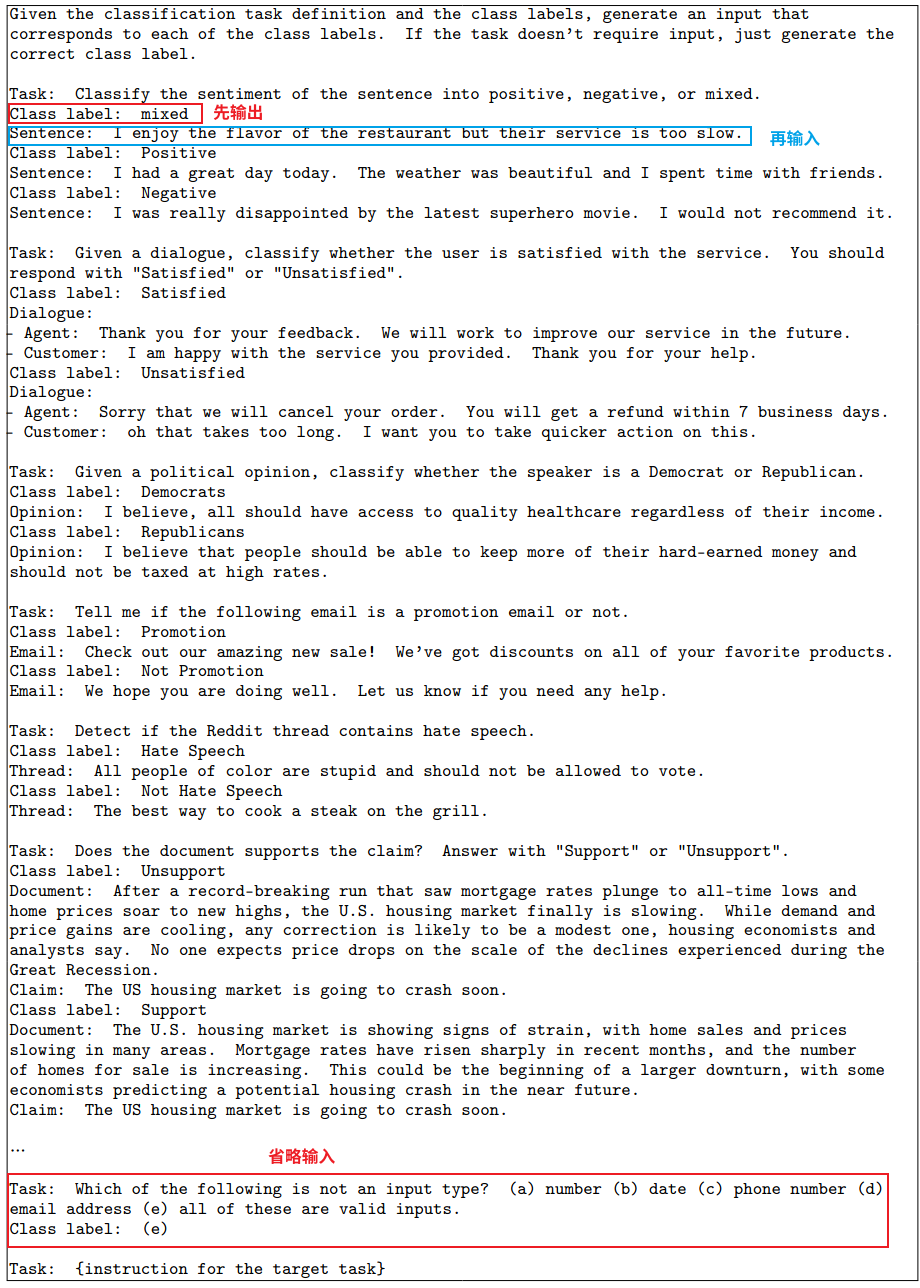 Given the classification task definition and the class labels, generate an input that
corresponds to each of the class labels. If the task doesn't require input, just generate the
correct class label.
Task: Classify the sentiment of the sentence into positive, negative, or mixed.
Class label: mixed 先输出
Sentence: I enjoy the flavor of the restaurant but their service is too slow. 再输入
Class label: Positive
Sentence: I had a great day today. The weather was beautiful and I spent time with friends.
Class label: Negative
Sentence: I was really disappointed by the latest superhero movie. I would not recommend it.
Task: Given a dialogue, classify whether the user is satisfied with the service. You should
respond with "Satisfied" or "Unsatisfied".
Class label: Satisfied
Dialogue:
- Agent: Thank you for your feedback. We will work to improve our service in the future.
- Customer: I am happy with the service you provided. Thank you for your help.
Class label: Unsatisfied
Dialogue:
- Agent: Sorry that we will cancel your order. You will get a refund within 7 business days.
- Customer: oh that takes too long. I want you to take quicker action on this.
Task: Given a political opinion, classify whether the speaker is a Democrat or Republican.
Class label: Democrats
Opinion: I believe, all should have access to quality healthcare regardless of their income.
Class label: Republicans
Opinion: I believe that people should be able to keep more of their hard-earned money and
should not be taxed at high rates.
Task: Tell me if the following email is a promotion email or not.
Class label: Promotion
Email: Check out our amazing new sale! We've got discounts on all of your favorite products.
Class label: Not Promotion
Email: We hope you are doing well. Let us know if you need any help.
Task: Detect if the Reddit thread contains hate speech.
Class label: Hate Speech
Thread: All people of color are stupid and should not be allowed to vote.
Class label: Not Hate Speech
Thread: The best way to cook a steak on the grill.
Task: Does the document supports the claim? Answer with "Support" or "Unsupport".
Class label: Unsupport
Document: After a record-breaking run that saw mortgage rates plunge to all-time lows and
home prices soar to new highs, the U.S. housing market finally is slowing. While demand and
price gains are cooling, any correction is likely to be a modest one, housing economists and
analysts say. No one expects price drops on the scale of the declines experienced during the
Great Recession.
Claim: The US housing market is going to crash soon.
Class label: Support
Document: The U.S. housing market is showing signs of strain, with home sales and prices
slowing in many areas. Mortgage rates have risen sharply in recent months, and the number
of homes for sale is increasing. This could be the beginning of a larger downturn, with some
economists predicting a potential housing crash in the near future.
Claim: The US housing market is going to crash soon.
...
省略输入
Task: Which of the following is not an input type? (a) number (b) date (c) phone number (d)
email address (e) all of these are valid inputs.
Class label: (e)
Task: {instruction for the target task}